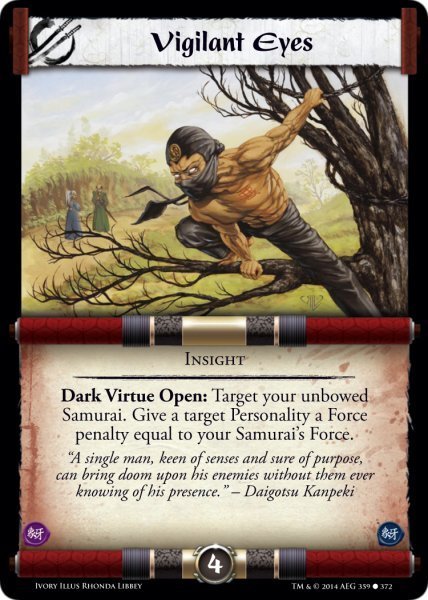 Vigilant Eyes
Insight
Dark Virtue Open: Target your unbowed
Samurai. Give a target Personality a Force
penalty equal to your Samurai's Force.
“A single man, keen of senses and sure of purpose,
can bring doom upon his enemies without them ever
knowing of his presence.” – Daigotsu Kanpeki
4
Ivory Illus Rhonda Libbey
TM & © 2014 AEG 359 ● 372